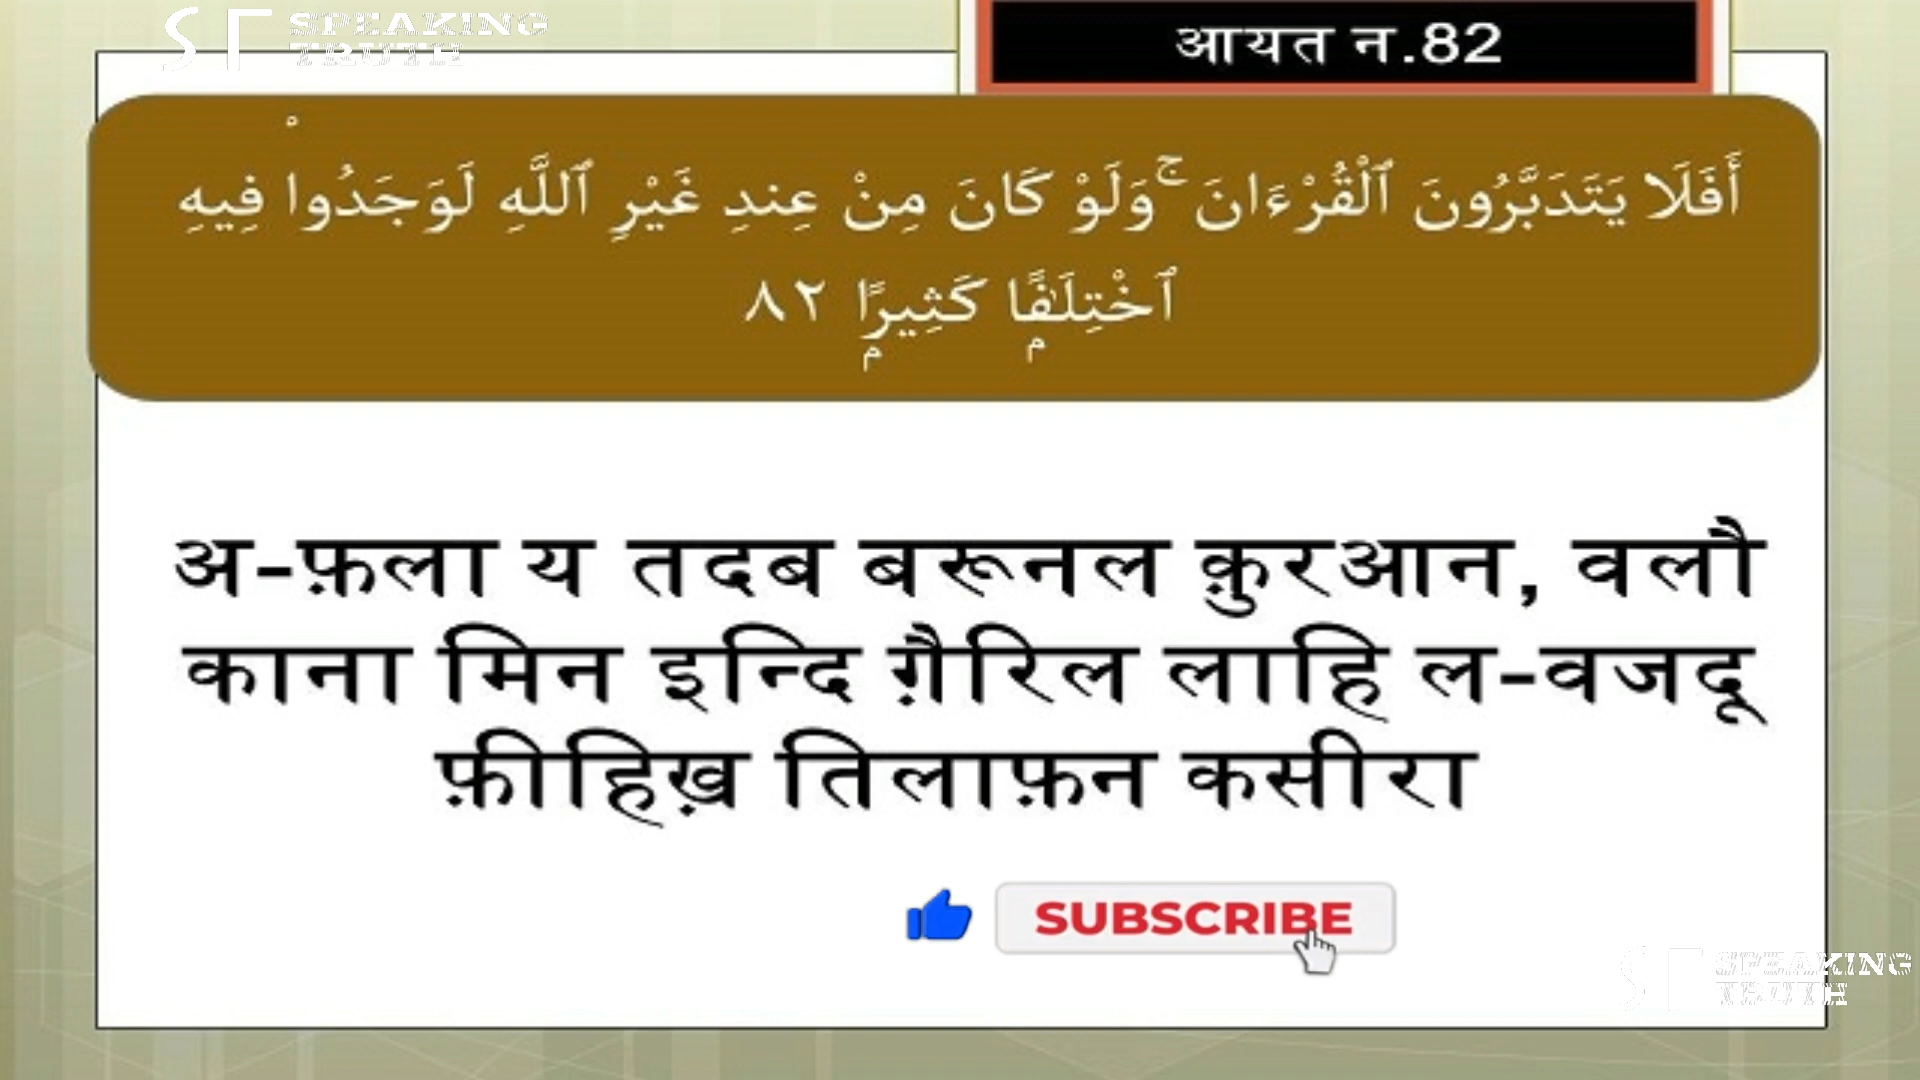 SPEAKING
TRUTH
आयत न.82
أَفَلَا يَتَدَبَّرُونَ ٱلْقُرْءَانَ ۚ وَلَوْ كَانَ مِنْ عِندِ غَيْرِ ٱللَّهِ لَوَجَدُوا۟ فِيهِ
ٱخْتِلَـٰفًۭا كَثِيرًۭا ٨٢
अ-फ़ला य तदब बरूनल क़ुरआन, वलौ
काना मिन इन्दि ग़ैरिल लाहि ल-वजदू
फ़ीहिख़ तिलाफ़न कसीरा
SUBSCRIBE
SPEAKING
TRUTH